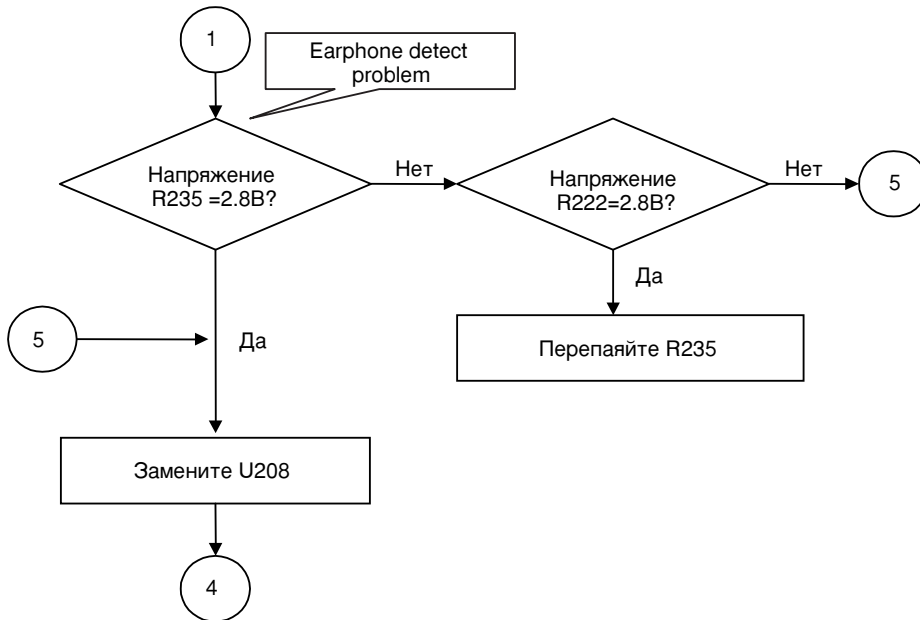 1
Earphone detect
problem
Напряжение
R235 =2.8В?
Нет
Напряжение
R222=2.8В?
Нет
5
Да
Перепаяйте R235
5
Да
Замените U208
4